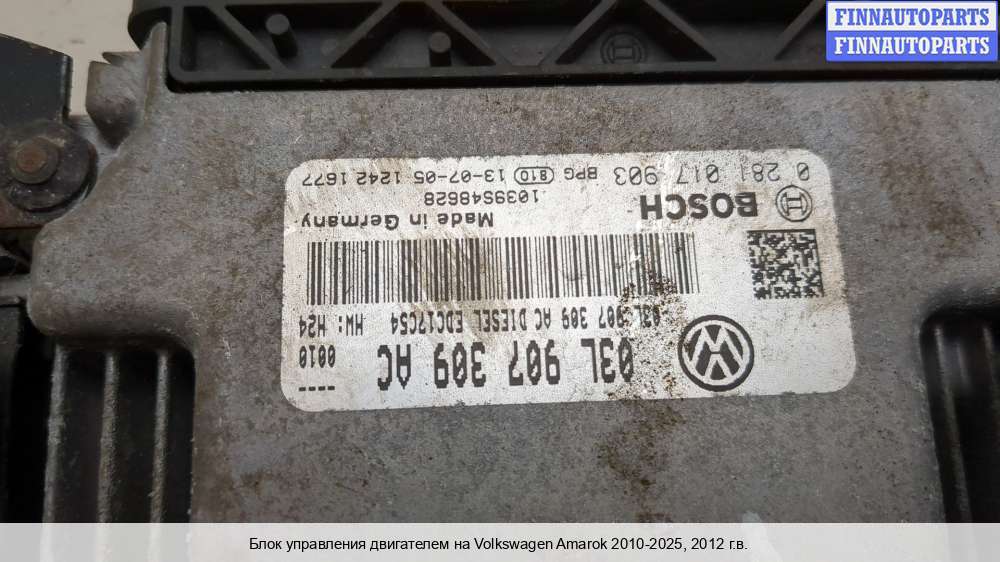 FINNAUTOPARTS
FINNAUTOPARTS
03L 907 309 AC
0010
---
03L 907 309 AC DIESEL EDC17C54 HW: H24
Made in Germany
.1039S48628
BOSCH
0 281 017 903 BPG 810 13-07-05 1242 1677
Блок управления двигателем на Volkswagen Amarok 2010-2025, 2012 г.в.